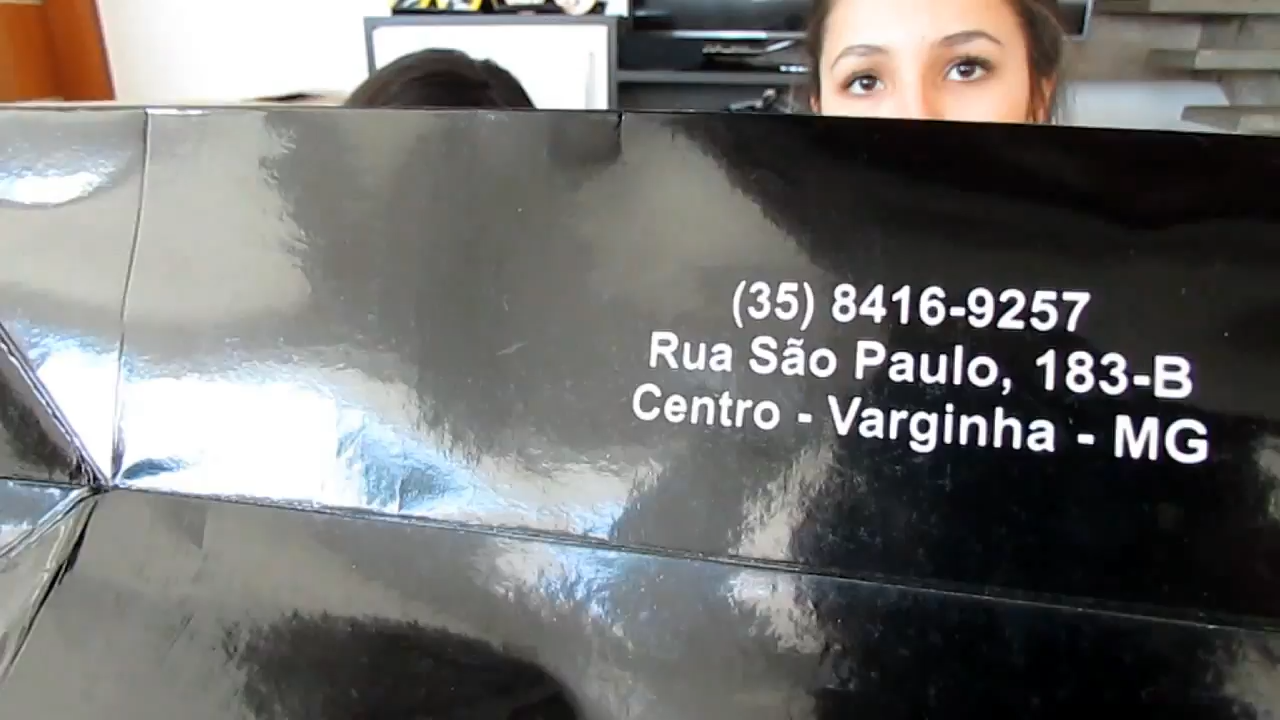 (35) 8416-9257
Rua São Paulo, 183-B
Centro - Varginha - MG